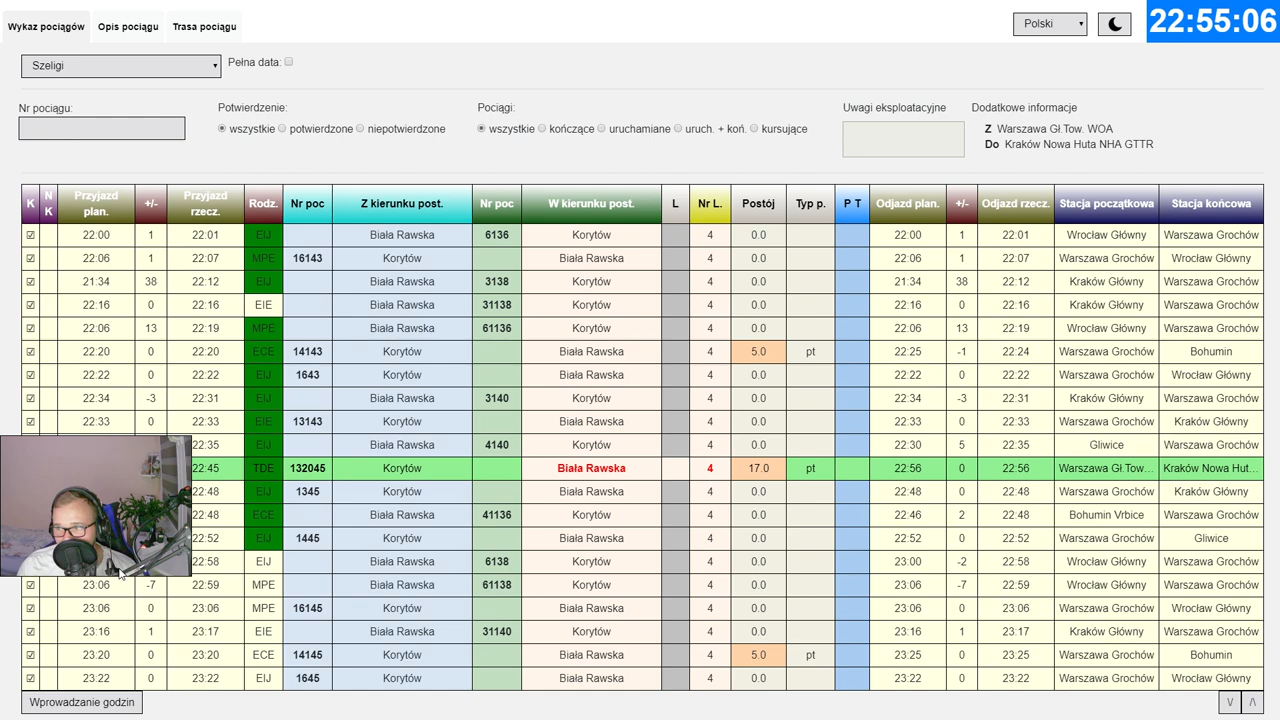 Wykaz pociągów Opis pociągu Trasa pociągu Polski 22:55:06
Szeligi Pełna data:
Nr pociągu: Potwierdzenie: Pociągi: Uwagi eksploatacyjne Dodatkowe informacje
wszystkie potwierdzone niepotwierdzone wszystkie kończące uruchamiane uruch. + koń. kursujące Z Warszawa Gł.Tow. WOA
Do Kraków Nowa Huta NHA GTTR
K N K Przyjazd plan. +/- Przyjazd rzecz. Rodz. Nr poc Z kierunku post. Nr poc W kierunku post. L Nr L. Postój Typ p. P T Odjazd plan. +/- Odjazd rzecz. Stacja początkowa Stacja końcowa
22:00 1 22:01 EIJ Biała Rawska 6136 Korytów 4 0.0 22:00 1 22:01 Wrocław Główny Warszawa Grochów
22:06 1 22:07 MPE 16143 Korytów Biała Rawska 4 0.0 22:06 1 22:07 Warszawa Grochów Wrocław Główny
21:34 38 22:12 EIJ Biała Rawska 3138 Korytów 4 0.0 21:34 38 22:12 Kraków Główny Warszawa Grochów
22:16 0 22:16 EIE Biała Rawska 31138 Korytów 4 0.0 22:16 0 22:16 Kraków Główny Warszawa Grochów
22:06 13 22:19 MPE Biała Rawska 61136 Korytów 4 0.0 22:06 13 22:19 Wrocław Główny Warszawa Grochów
22:20 0 22:20 ECE 14143 Korytów Biała Rawska 4 5.0 pt 22:25 -1 22:24 Warszawa Grochów Bohumin
22:22 0 22:22 EIJ 1643 Korytów Biała Rawska 4 0.0 22:22 0 22:22 Warszawa Grochów Wrocław Główny
22:34 -3 22:31 EIJ Biała Rawska 3140 Korytów 4 0.0 22:34 -3 22:31 Kraków Główny Warszawa Grochów
22:33 0 22:33 EIE 13143 Korytów Biała Rawska 4 0.0 22:33 0 22:33 Warszawa Grochów Kraków Główny
22:35 EIJ Biała Rawska 4140 Korytów 4 0.0 22:30 5 22:35 Gliwice Warszawa Grochów
22:45 TDE 132045 Korytów Biała Rawska 4 17.0 pt 22:56 0 22:56 Warszawa Gł.Tow... Kraków Nowa Hut...
22:48 EIJ 1345 Korytów Biała Rawska 4 0.0 22:48 0 22:48 Warszawa Grochów Kraków Główny
22:48 ECE Biała Rawska 41136 Korytów 4 0.0 22:46 2 22:48 Bohumin Vrbice Warszawa Grochów
22:52 EIJ 1445 Korytów Biała Rawska 4 0.0 22:52 0 22:52 Warszawa Grochów Gliwice
22:58 EIJ Biała Rawska 6138 Korytów 4 0.0 23:00 -2 22:58 Wrocław Główny Warszawa Grochów
23:06 -7 22:59 MPE Biała Rawska 61138 Korytów 4 0.0 23:06 -7 22:59 Wrocław Główny Warszawa Grochów
23:06 0 23:06 MPE 16145 Korytów Biała Rawska 4 0.0 23:06 0 23:06 Warszawa Grochów Wrocław Główny
23:16 1 23:17 EIE Biała Rawska 31140 Korytów 4 0.0 23:16 1 23:17 Kraków Główny Warszawa Grochów
23:20 0 23:20 ECE 14145 Korytów Biała Rawska 4 5.0 pt 23:25 0 23:25 Warszawa Grochów Bohumin
23:22 0 23:22 EIJ 1645 Korytów Biała Rawska 4 0.0 23:22 0 23:22 Warszawa Grochów Wrocław Główny
Wprowadzanie godzin \/ /\